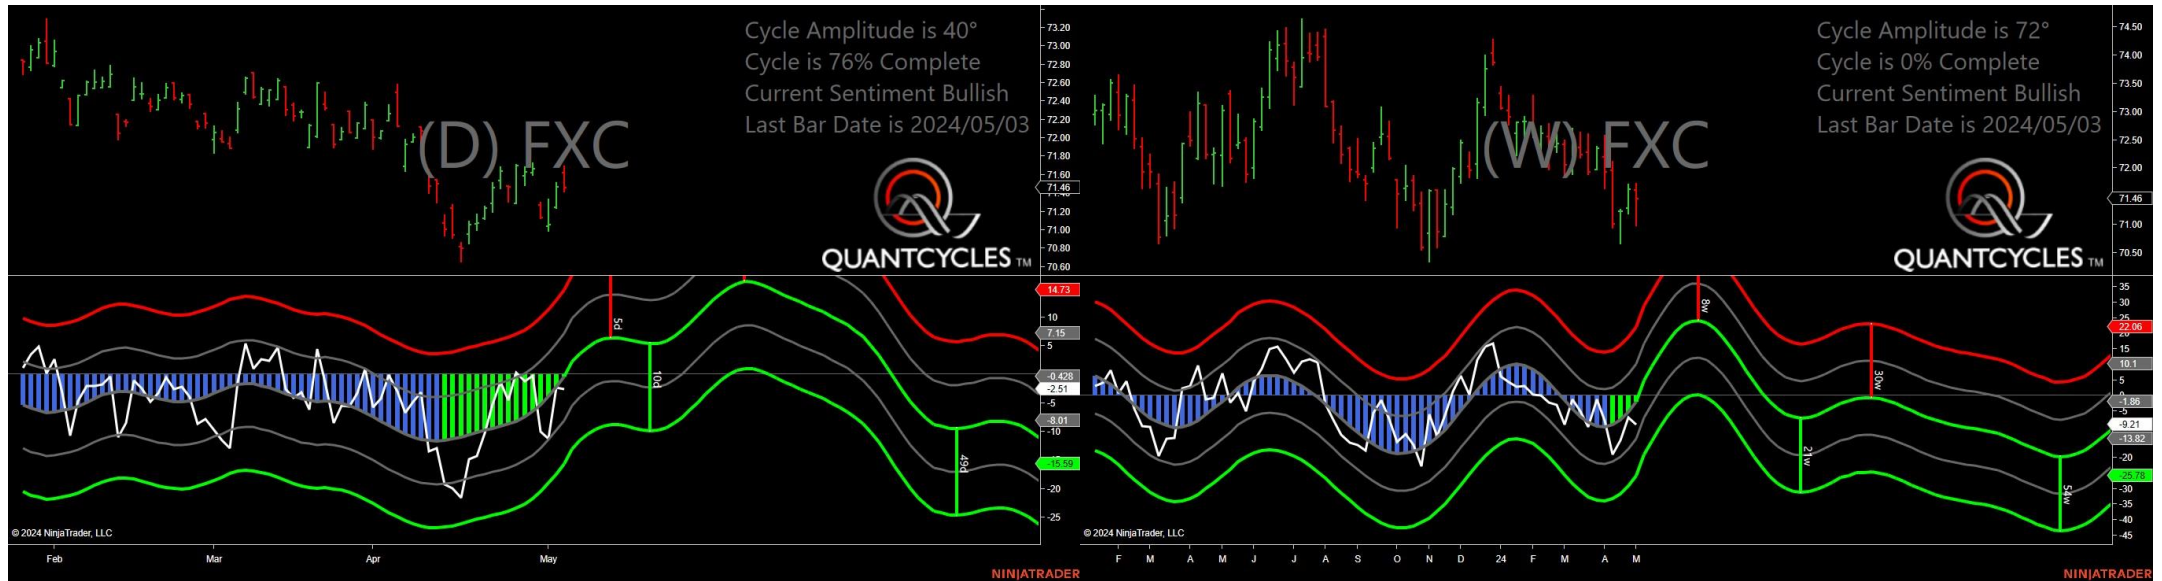 Cycle Amplitude is 40°
Cycle is 76% Complete
Current Sentiment Bullish
Last Bar Date is 2024/05/03
(D) FXC
QUANTCYCLES TM
73.20
73.00
72.80
72.60
72.40
72.20
72.00
71.80
71.60
71.46
71.20
71.00
70.80
70.60
14.73
10
7.15
5
-0.428
-2.51
-5
-8.01
-10
-15.59
-20
-25
5d
10d
49d
© 2024 NinjaTrader, LLC
Feb Mar Apr May
NINJATRADER
Cycle Amplitude is 72°
Cycle is 0% Complete
Current Sentiment Bullish
Last Bar Date is 2024/05/03
(W) FXC
QUANTCYCLES TM
74.50
74.00
73.50
73.00
72.50
72.00
71.46
71.00
70.50
35
30
25
22.06
15
10.1
5
-1.86
-5
-9.21
-13.82
-20
-25.78
-30
-35
-40
-45
8w
21w
30w
54w
© 2024 NinjaTrader, LLC
F M A M J J A S O N D 24 F M A M
NINJATRADER